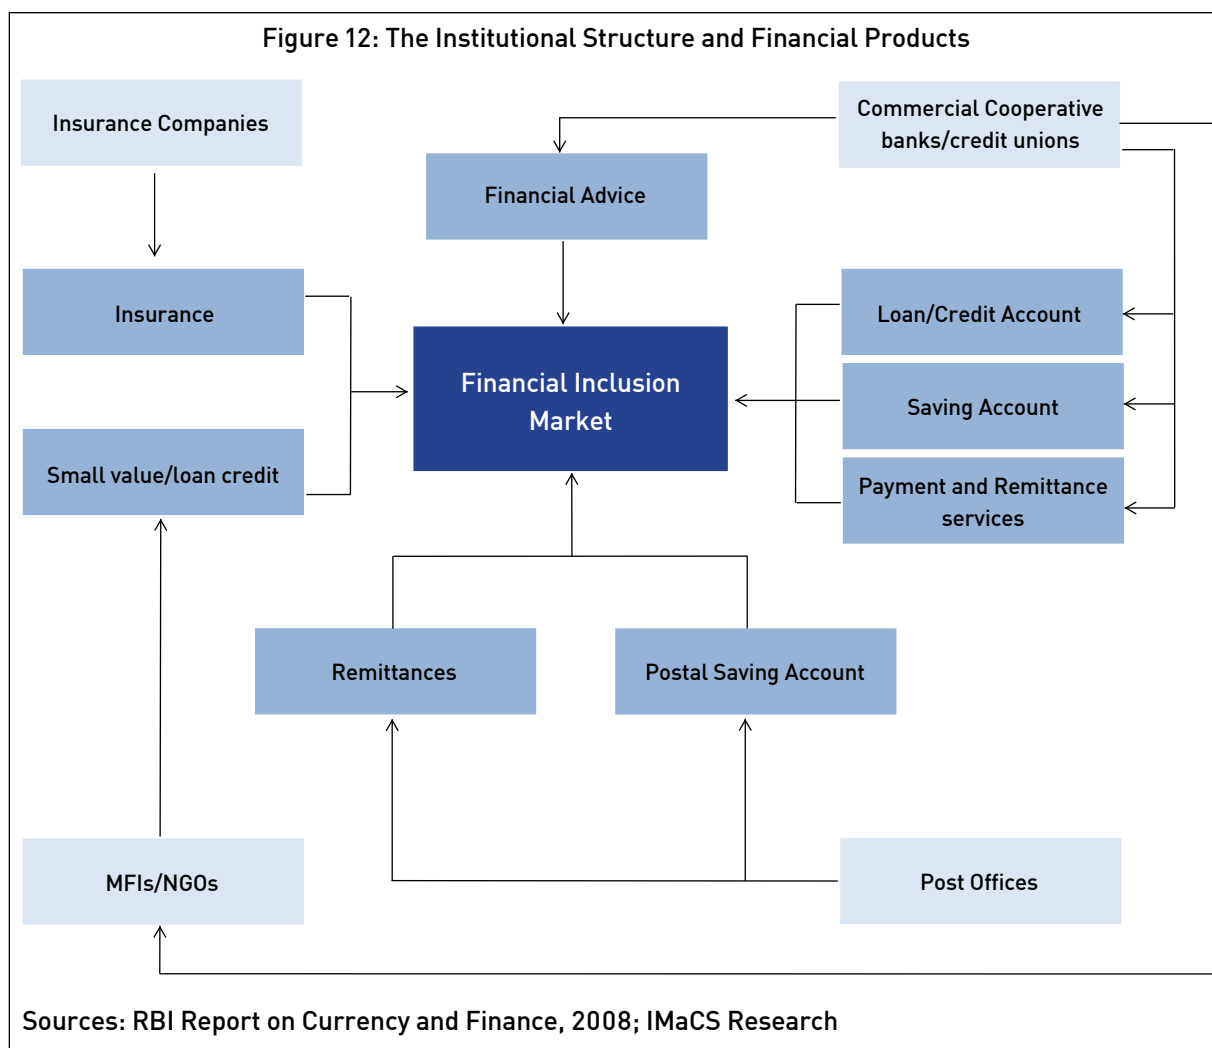 Figure 12: The Institutional Structure and Financial Products
Insurance Companies
Commercial Cooperative
banks/credit unions
Financial Advice
Insurance
Loan/Credit Account
Financial Inclusion
Market
Saving Account
Small value/loan credit
Payment and Remittance
services
Remittances
Postal Saving Account
MFIs/NGOs
Post Offices
Sources: RBI Report on Currency and Finance, 2008; IMaCS Research